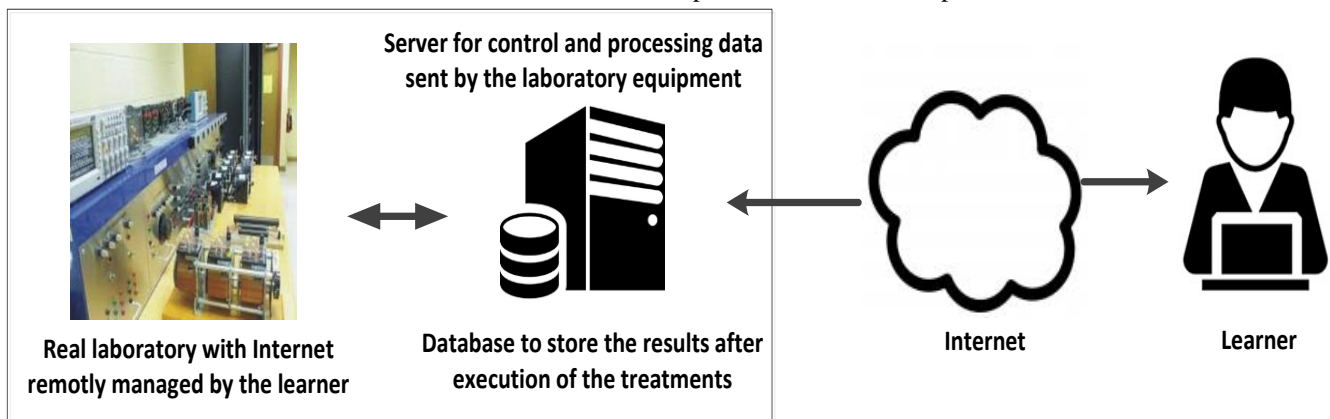 Server for control and processing data
sent by the laboratory equipment
Real laboratory with Internet
remotly managed by the learner
Database to store the results after
execution of the treatments
Internet
Learner